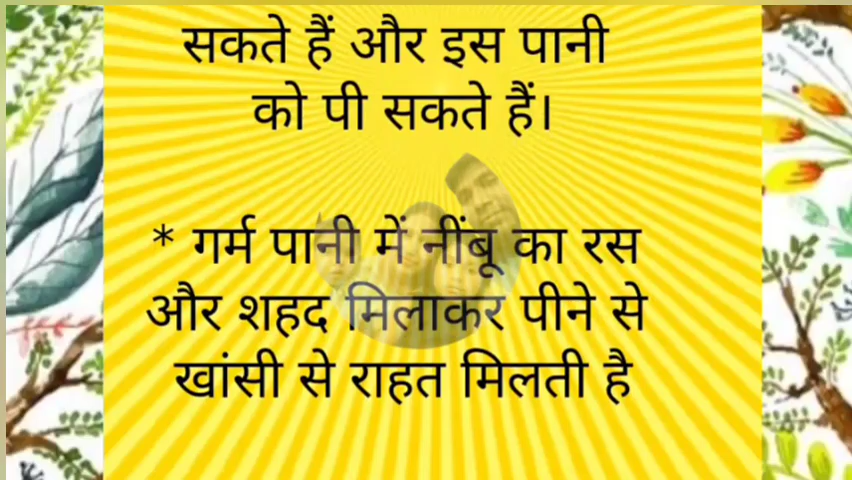 सकते हैं और इस पानी
को पी सकते हैं।
* गर्म पानी में नींबू का रस
और शहद मिलाकर पीने से
खांसी से राहत मिलती है